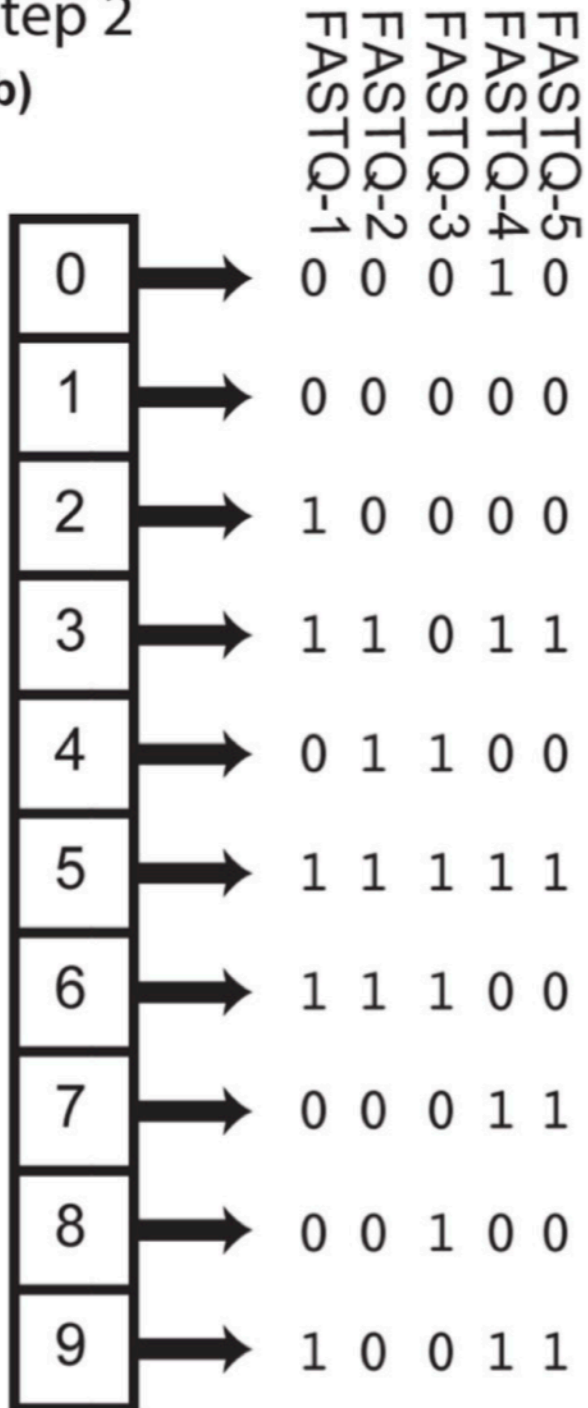 tep 2
b)
FASTQ-1 FASTQ-2 FASTQ-3 FASTQ-4 FASTQ-5
0 0 0 0 1 0
1 0 0 0 0 0
2 1 0 0 0 0
3 1 1 0 1 1
4 0 1 1 0 0
5 1 1 1 1 1
6 1 1 1 0 0
7 0 0 0 1 1
8 0 0 1 0 0
9 1 0 0 1 1